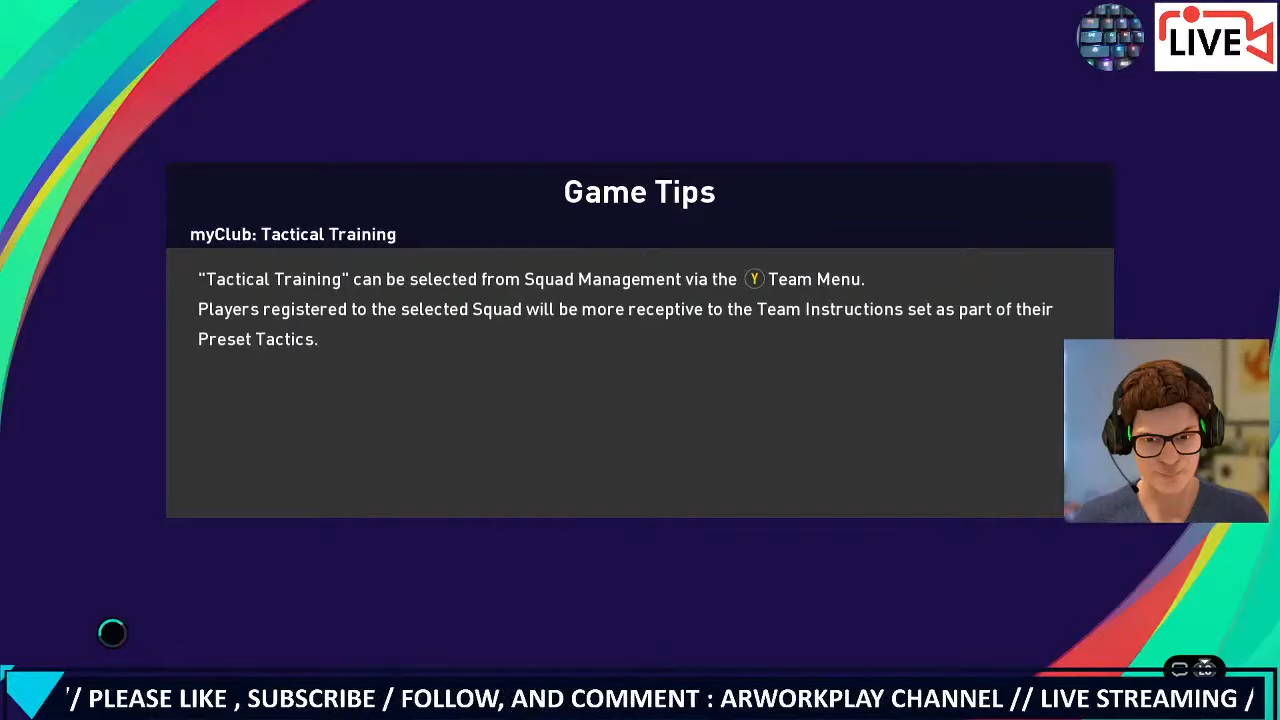 LIVE
Game Tips
myClub: Tactical Training
"Tactical Training" can be selected from Squad Management via the Y Team Menu.
Players registered to the selected Squad will be more receptive to the Team Instructions set as part of their
Preset Tactics.
// PLEASE LIKE , SUBSCRIBE / FOLLOW, AND COMMENT : ARWORKPLAY CHANNEL // LIVE STREAMING /